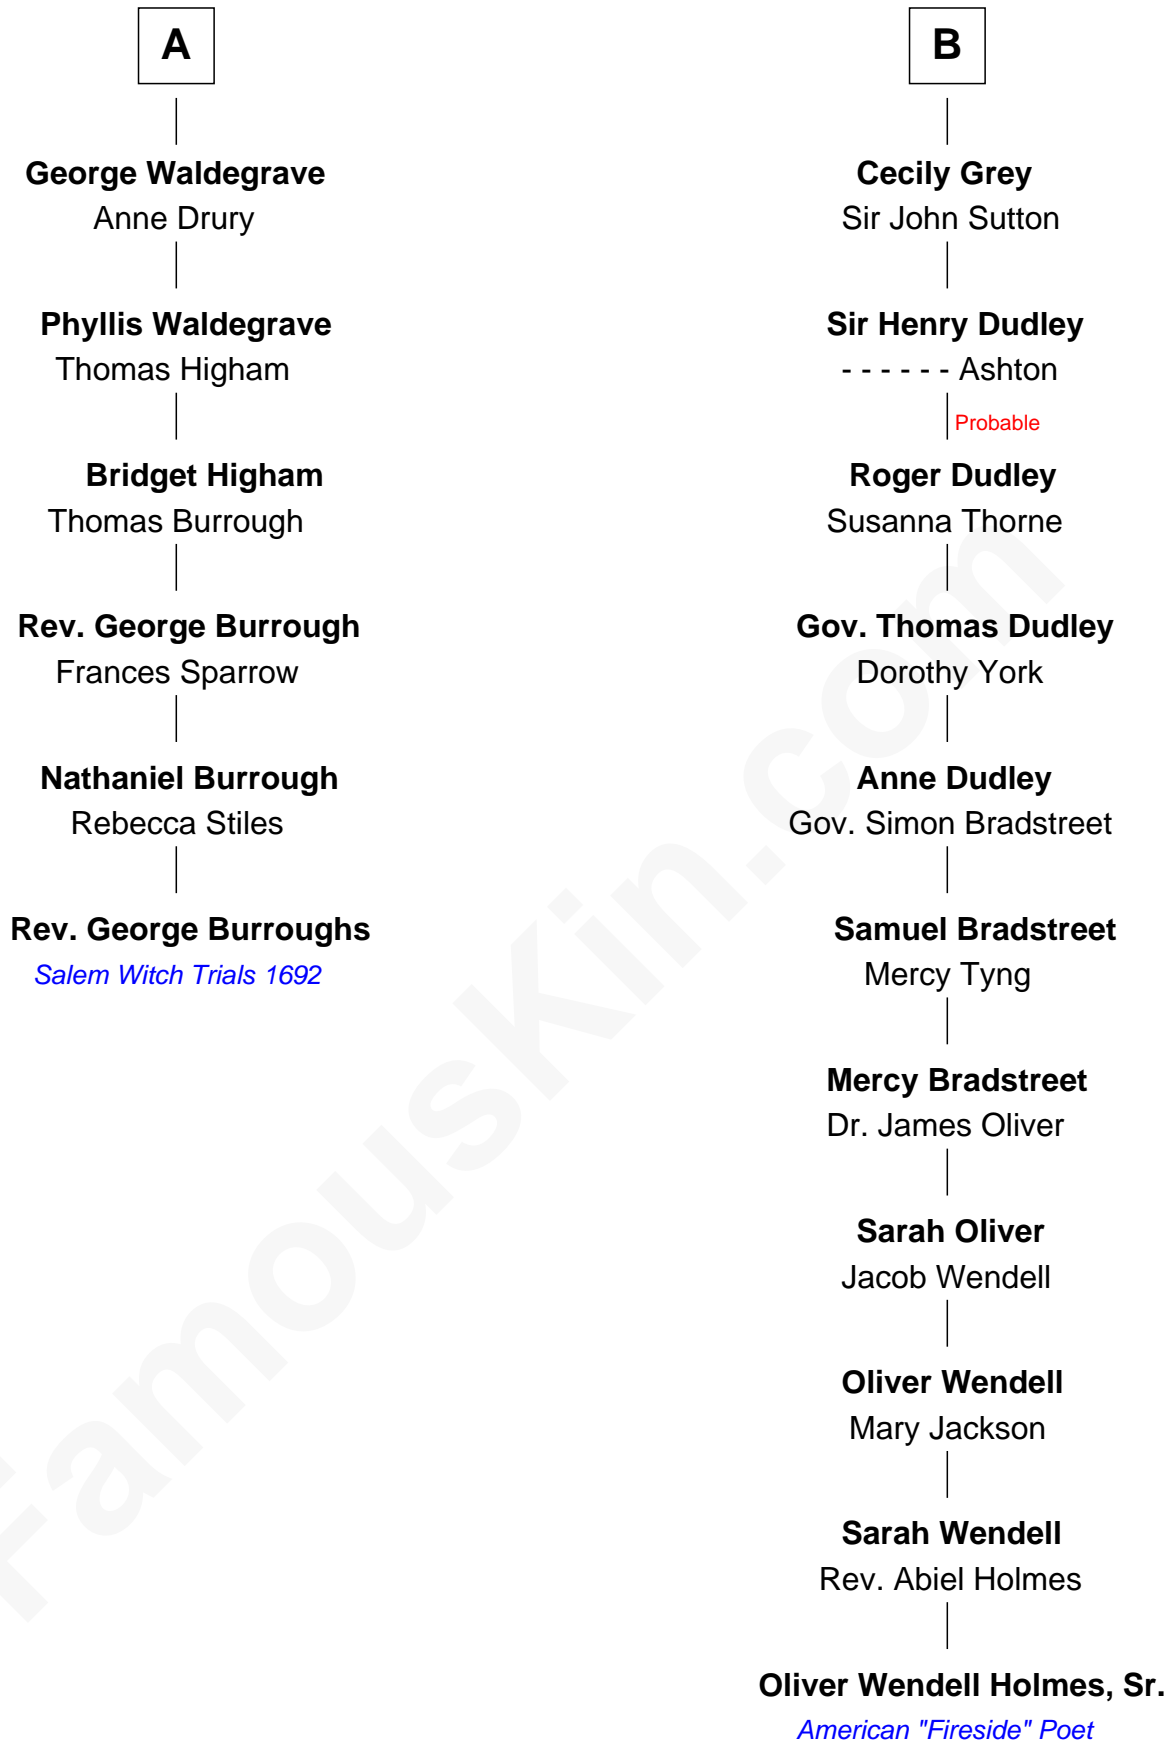 A
George Waldegrave
Anne Drury
Phyllis Waldegrave
Thomas Higham
Bridget Higham
Thomas Burrough
Rev. George Burrough
Frances Sparrow
Nathaniel Burrough
Rebecca Stiles
Rev. George Burroughs
Salem Witch Trials 1692
B
Cecily Grey
Sir John Sutton
Sir Henry Dudley
- - - - - - Ashton
Probable
Roger Dudley
Susanna Thorne
Gov. Thomas Dudley
Dorothy York
Anne Dudley
Gov. Simon Bradstreet
Samuel Bradstreet
Mercy Tyng
Mercy Bradstreet
Dr. James Oliver
Sarah Oliver
Jacob Wendell
Oliver Wendell
Mary Jackson
Sarah Wendell
Rev. Abiel Holmes
Oliver Wendell Holmes, Sr.
American "Fireside" Poet
FamousKin.com